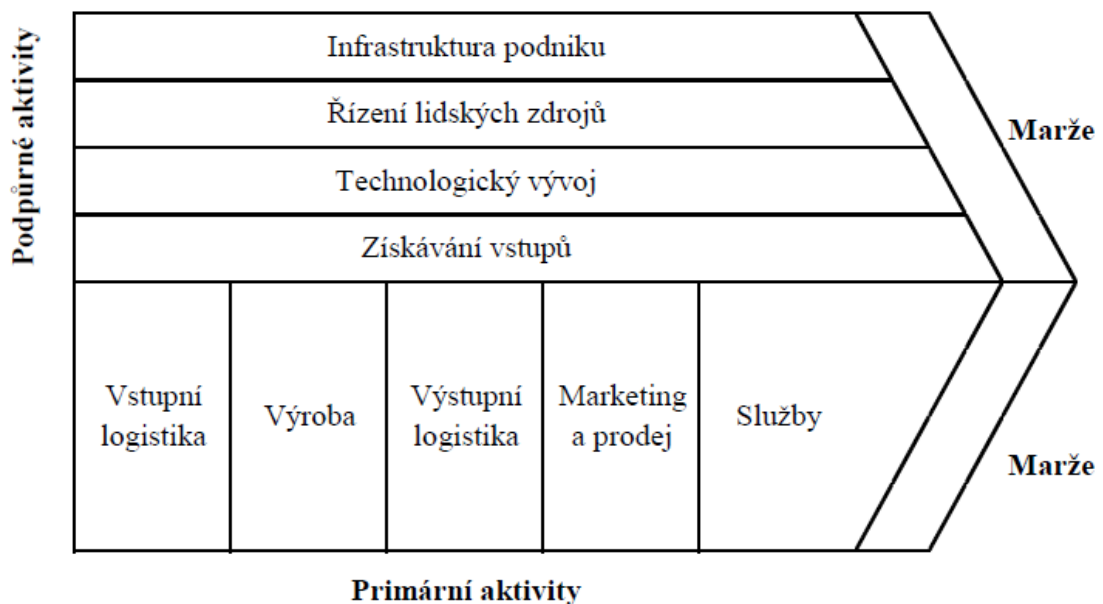 Podpůrné aktivity
Infrastruktura podniku
Řízení lidských zdrojů
Technologický vývoj
Získávání vstupů
Marže
Vstupní
logistika
Výroba
Výstupní
logistika
Marketing
a prodej
Služby
Marže
Primární aktivity